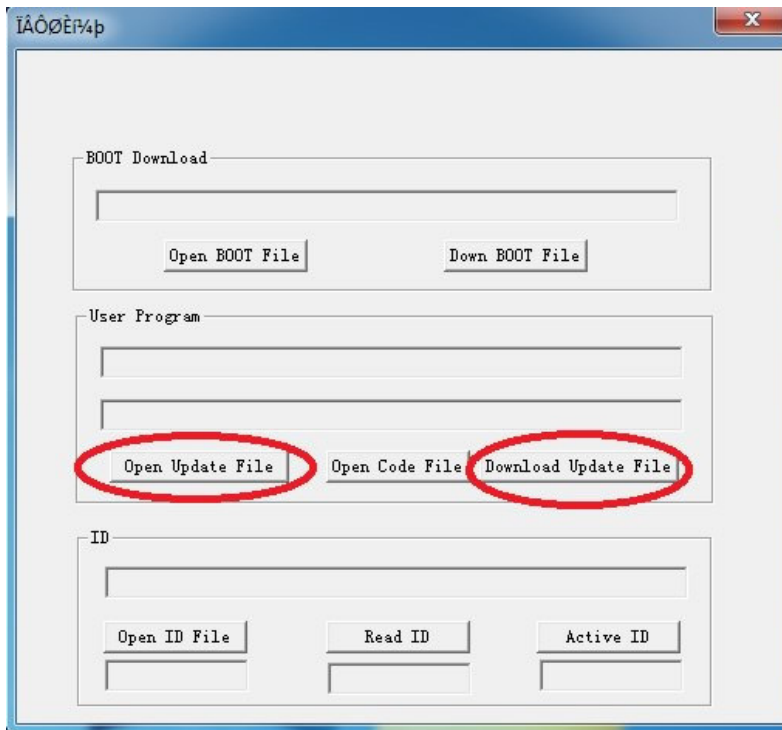 ÏÂÔØÈí¼þ
BOOT Download
Open BOOT File Down BOOT File
User Program
Open Update File Open Code File Download Update File
ID
Open ID File Read ID Active ID